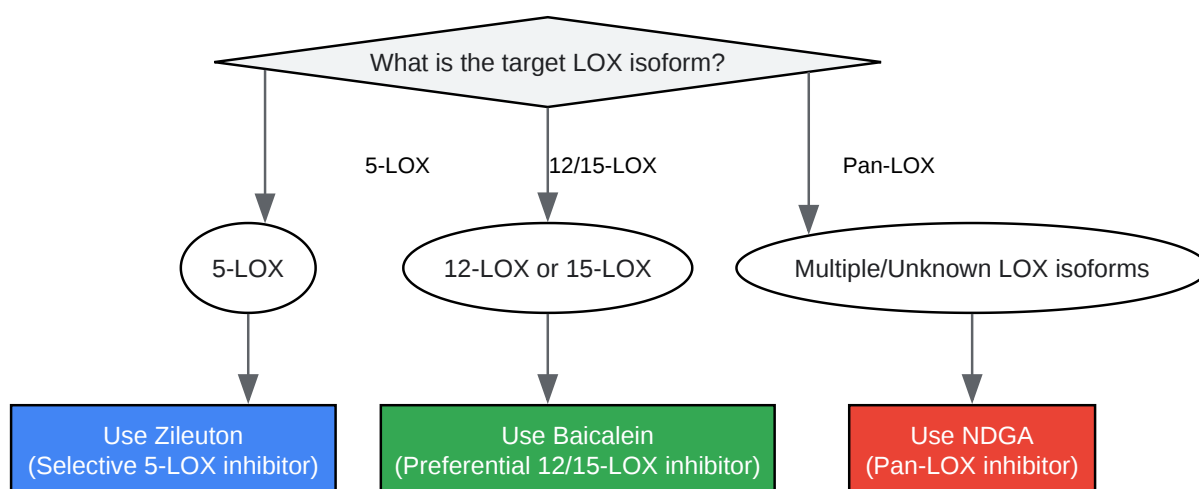 What is the target LOX isoform?
5-LOX
12/15-LOX
Pan-LOX
5-LOX
12-LOX or 15-LOX
Multiple/Unknown LOX isoforms
Use Zileuton
(Selective 5-LOX inhibitor)
Use Baicalein
(Preferential 12/15-LOX inhibitor)
Use NDGA
(Pan-LOX inhibitor)